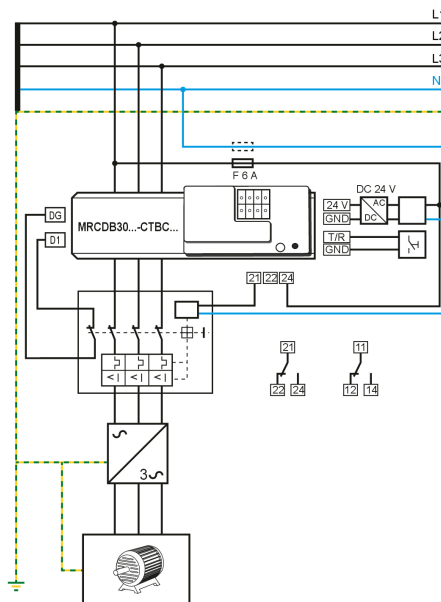 L1
L2
L3
N
F 6 A
DC 24 V
DG
MRCDB30...-CTBC...
24 V
AC
DC
GND
D1
T/R
GND
21 22 24
21
11
22 24
12 14
3